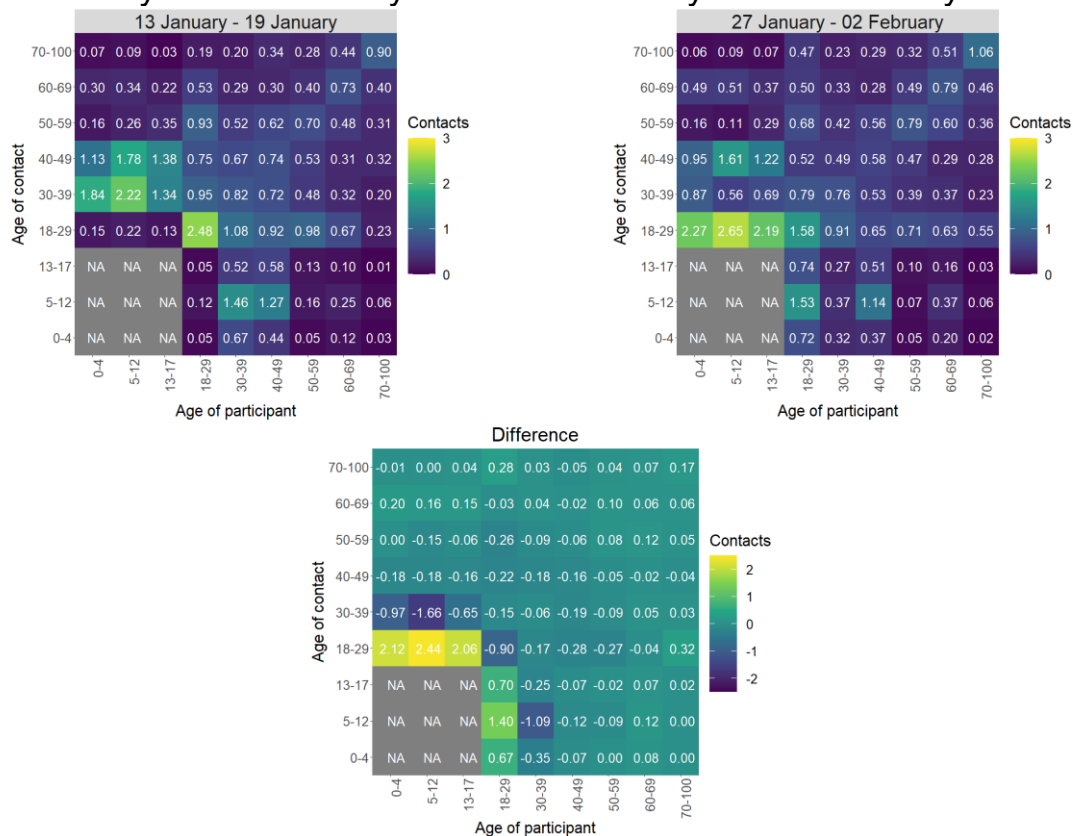 13 January - 19 January
70-100 0.07 0.09 0.03 0.19 0.20 0.34 0.28 0.44 0.90
60-69 0.30 0.34 0.22 0.53 0.29 0.30 0.40 0.73 0.40
50-59 0.16 0.26 0.35 0.93 0.52 0.62 0.70 0.48 0.31
40-49 1.13 1.78 1.38 0.75 0.67 0.74 0.53 0.31 0.32
30-39 1.84 2.22 1.34 0.95 0.82 0.72 0.48 0.32 0.20
18-29 0.15 0.22 0.13 2.48 1.08 0.92 0.98 0.67 0.23
13-17 NA NA NA 0.05 0.52 0.58 0.13 0.10 0.01
5-12 NA NA NA 0.12 1.46 1.27 0.16 0.25 0.06
0-4 NA NA NA 0.05 0.67 0.44 0.05 0.12 0.03
0-4 5-12 13-17 18-29 30-39 40-49 50-59 60-69 70-100
Age of participant
Age of contact
Contacts
3
2
1
0
27 January - 02 February
70-100 0.06 0.09 0.07 0.47 0.23 0.29 0.32 0.51 1.06
60-69 0.49 0.51 0.37 0.50 0.33 0.28 0.49 0.79 0.46
50-59 0.16 0.11 0.29 0.68 0.42 0.56 0.79 0.60 0.36
40-49 0.95 1.61 1.22 0.52 0.49 0.58 0.47 0.29 0.28
30-39 0.87 0.56 0.69 0.79 0.76 0.53 0.39 0.37 0.23
18-29 2.27 2.65 2.19 1.58 0.91 0.65 0.71 0.63 0.55
13-17 NA NA NA 0.74 0.27 0.51 0.10 0.16 0.03
5-12 NA NA NA 1.53 0.37 1.14 0.07 0.37 0.06
0-4 NA NA NA 0.72 0.32 0.37 0.05 0.20 0.02
0-4 5-12 13-17 18-29 30-39 40-49 50-59 60-69 70-100
Age of participant
Age of contact
Contacts
3
2
1
0
Difference
70-100 -0.01 0.00 0.04 0.28 0.03 -0.05 0.04 0.07 0.17
60-69 0.20 0.16 0.15 -0.03 0.04 -0.02 0.10 0.06 0.06
50-59 0.00 -0.15 -0.06 -0.26 -0.09 -0.06 0.08 0.12 0.05
40-49 -0.18 -0.18 -0.16 -0.22 -0.18 -0.16 -0.05 -0.02 -0.04
30-39 -0.97 -1.66 -0.65 -0.15 -0.06 -0.19 -0.09 0.05 0.03
18-29 2.12 2.44 2.06 -0.90 -0.17 -0.28 -0.27 -0.04 0.32
13-17 NA NA NA 0.70 -0.25 -0.07 -0.02 0.07 0.02
5-12 NA NA NA 1.40 -1.09 -0.12 -0.09 0.12 0.00
0-4 NA NA NA 0.67 -0.35 -0.07 0.00 0.08 0.00
0-4 5-12 13-17 18-29 30-39 40-49 50-59 60-69 70-100
Age of participant
Age of contact
Contacts
2
1
0
-1
-2